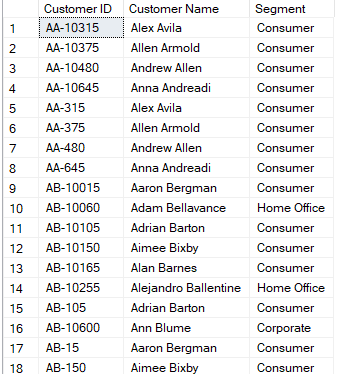 Customer ID Customer Name Segment
1 AA-10315 Alex Avila Consumer
2 AA-10375 Allen Armold Consumer
3 AA-10480 Andrew Allen Consumer
4 AA-10645 Anna Andreadi Consumer
5 AA-315 Alex Avila Consumer
6 AA-375 Allen Armold Consumer
7 AA-480 Andrew Allen Consumer
8 AA-645 Anna Andreadi Consumer
9 AB-10015 Aaron Bergman Consumer
10 AB-10060 Adam Bellavance Home Office
11 AB-10105 Adrian Barton Consumer
12 AB-10150 Aimee Bixby Consumer
13 AB-10165 Alan Barnes Consumer
14 AB-10255 Alejandro Ballentine Home Office
15 AB-105 Adrian Barton Consumer
16 AB-10600 Ann Blume Corporate
17 AB-15 Aaron Bergman Consumer
18 AB-150 Aimee Bixby Consumer